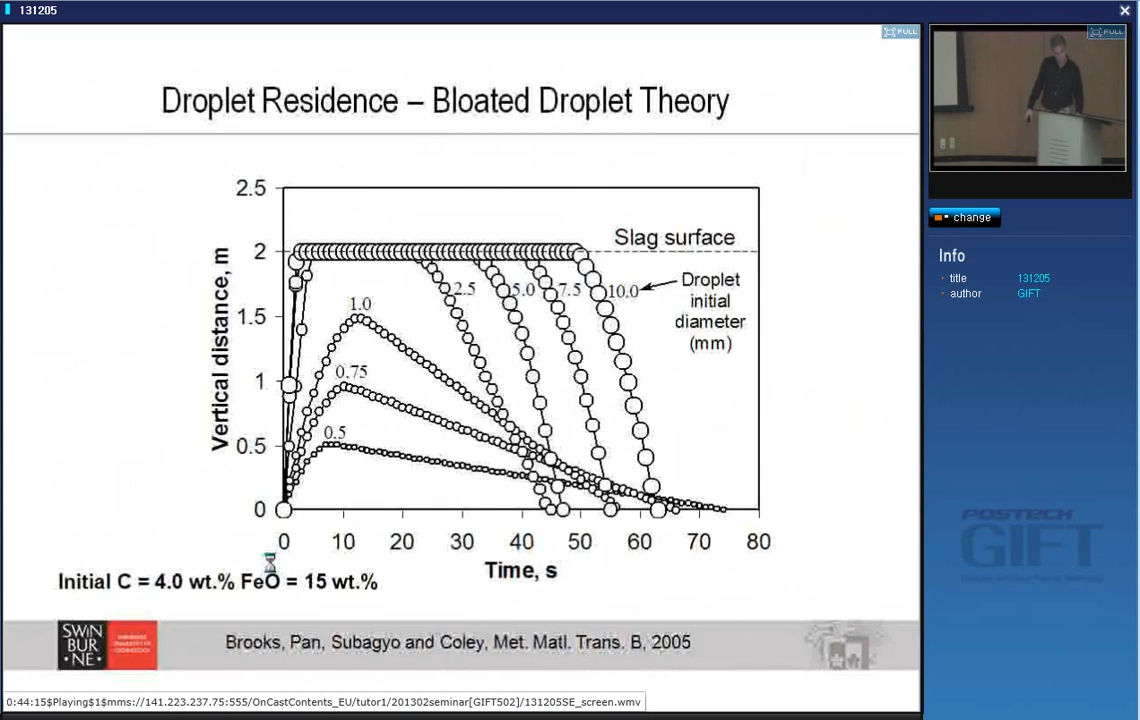 131205
FULL
FULL
Droplet Residence – Bloated Droplet Theory
2.5
2
1.5
1
0.5
0
Vertical distance, m
Slag surface
2.5
5.0
7.5
10.0
Droplet
initial
diameter
(mm)
1.0
0.75
0.5
0 10 20 30 40 50 60 70 80
Time, s
Initial C = 4.0 wt.% FeO = 15 wt.%
SWIN
BUR
•NE•
Brooks, Pan, Subagyo and Coley, Met. Matl. Trans. B, 2005
0:44:15$Playing$1$mms://141.223.237.75:555/OnCastContents_EU/tutor1/201302seminar[GIFT502]/131205SE_screen.wmv
change
Info
title 131205
author GIFT
POSTECH
GIFT